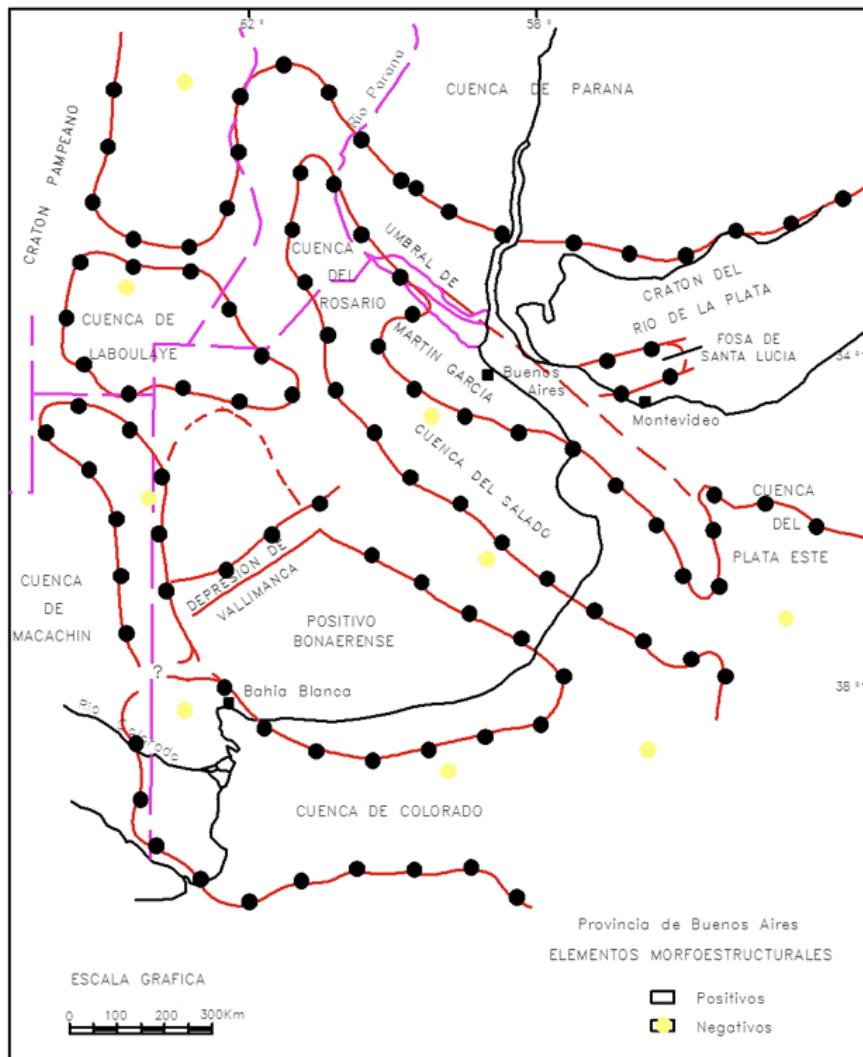 62°
58°
CUENCA DE PARANA
Rio Parana
CRATON PAMPEANO
UMBRAL DE
MARTIN GARCIA
CUENCA
DEL
ROSARIO
CRATON DEL
RIO DE LA PLATA
CUENCA DE
LABOULAYE
FOSA DE
SANTA LUCIA
34°
Buenos
Aires
Montevideo
CUENCA DEL SALADO
CUENCA
DEL
PLATA ESTE
DEPRESION DE
VALLIMANCA
CUENCA
DE
MACACHIN
POSITIVO
BONAERENSE
?
Bahia Blanca
38°
Rio Colorado
CUENCA DE COLORADO
Provincia de Buenos Aires
ELEMENTOS MORFOESTRUCTURALES
ESCALA GRAFICA
0 100 200 300Km
Positivos
Negativos